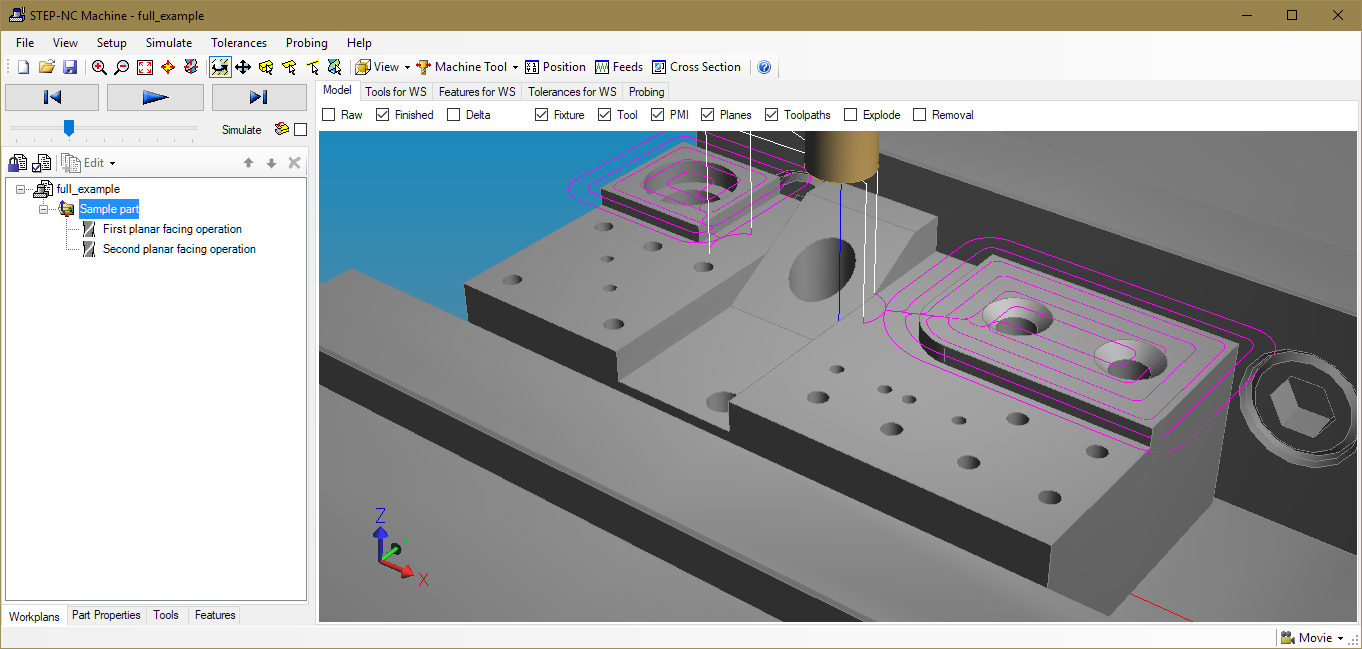 STEP-NC Machine - full_example
File View Setup Simulate Tolerances Probing Help
View Machine Tool Position Feeds Cross Section
Model Tools for WS Features for WS Tolerances for WS Probing
Raw Finished Delta Fixture Tool PMI Planes Toolpaths Explode Removal
Simulate
Edit
full_example
Sample part
First planar facing operation
Second planar facing operation
Z
X
Workplans Part Properties Tools Features
Movie